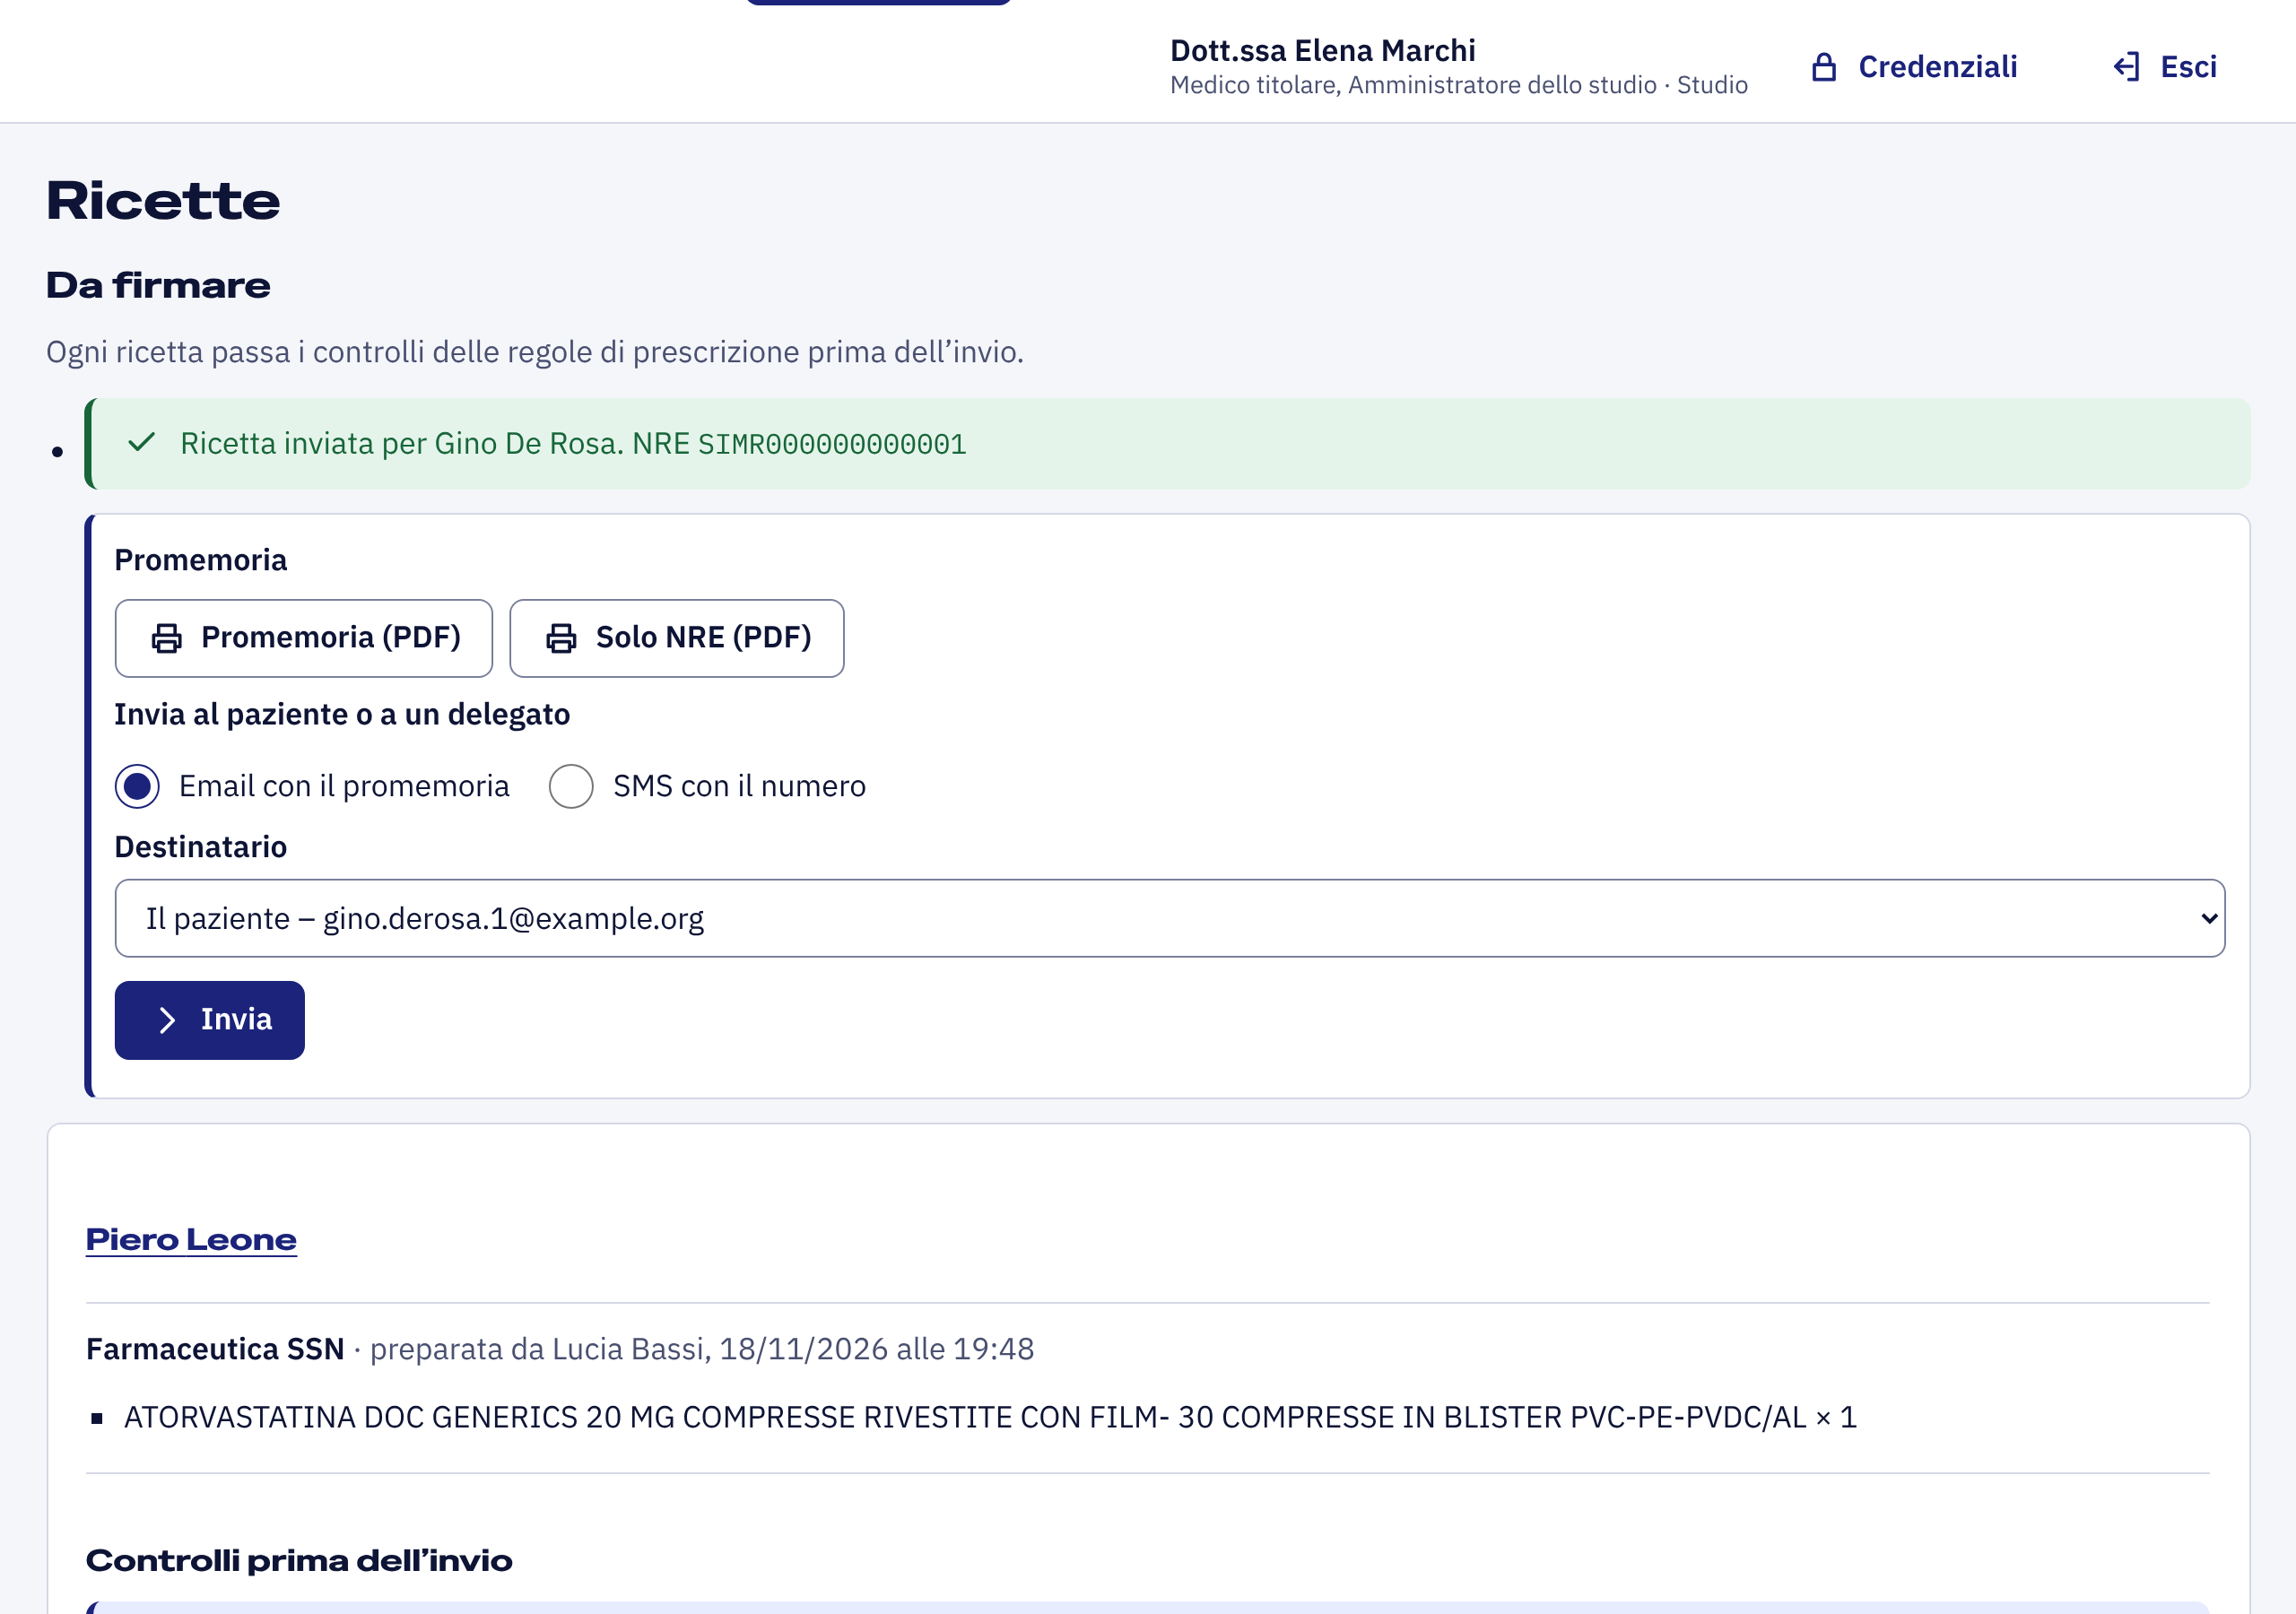 Dott.ssa Elena Marchi
Medico titolare, Amministratore dello studio · Studio
Credenziali
Esci
Ricette
Da firmare
Ogni ricetta passa i controlli delle regole di prescrizione prima dell’invio.
Ricetta inviata per Gino De Rosa. NRE SIMR000000000001
Promemoria
Promemoria (PDF)
Solo NRE (PDF)
Invia al paziente o a un delegato
Email con il promemoria
SMS con il numero
Destinatario
Il paziente – gino.derosa.1@example.org
Invia
Piero Leone
Farmaceutica SSN · preparata da Lucia Bassi, 18/11/2026 alle 19:48
ATORVASTATINA DOC GENERICS 20 MG COMPRESSE RIVESTITE CON FILM- 30 COMPRESSE IN BLISTER PVC-PE-PVDC/AL × 1
Controlli prima dell’invio